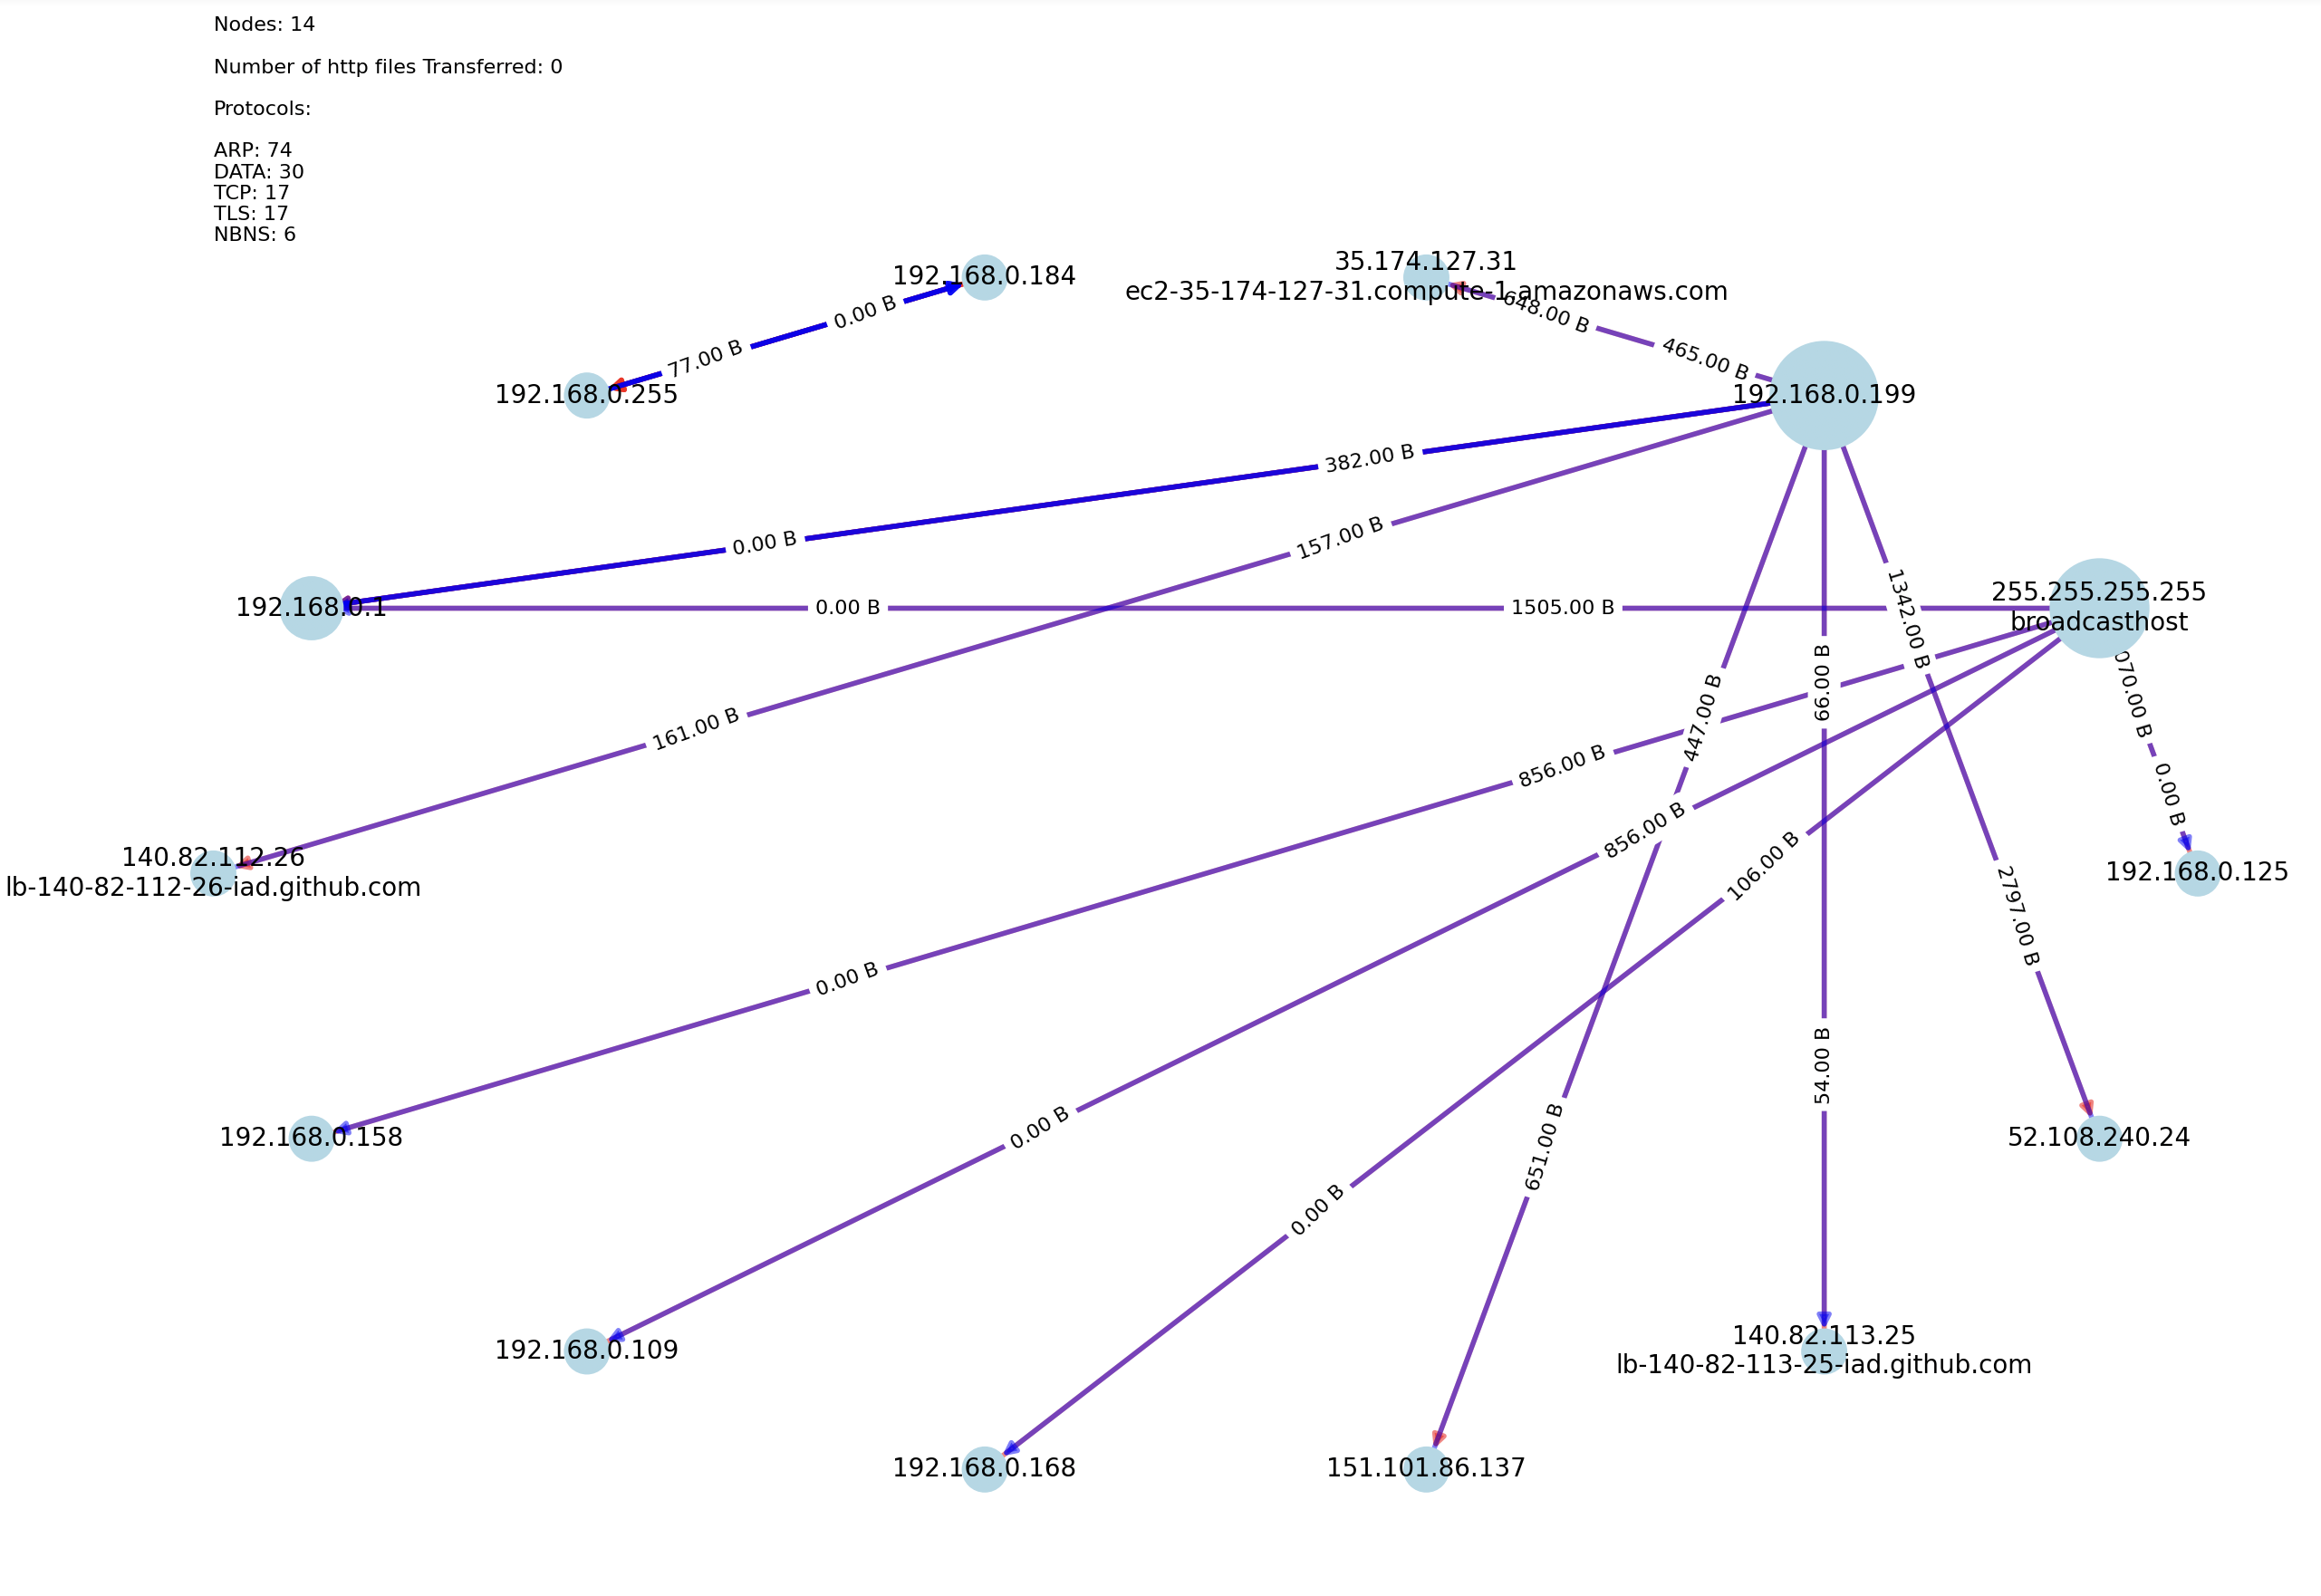 Nodes: 14
Number of http files Transferred: 0
Protocols:
ARP: 74
DATA: 30
TCP: 17
TLS: 17
NBNS: 6
192.168.0.184
35.174.127.31
ec2-35-174-127-31.compute-1.amazonaws.com
0.00 B
648.00 B
77.00 B
465.00 B
192.168.0.255
192.168.0.199
382.00 B
0.00 B
157.00 B
192.168.0.1
0.00 B
1505.00 B
255.255.255.255
broadcasthost
1342.00 B
66.00 B
070.00 B
447.00 B
161.00 B
856.00 B
0.00 B
856.00 B
106.00 B
140.82.112.26
lb-140-82-112-26-iad.github.com
192.168.0.125
2797.00 B
0.00 B
54.00 B
0.00 B
651.00 B
192.168.0.158
52.108.240.24
0.00 B
140.82.113.25
lb-140-82-113-25-iad.github.com
192.168.0.109
192.168.0.168
151.101.86.137